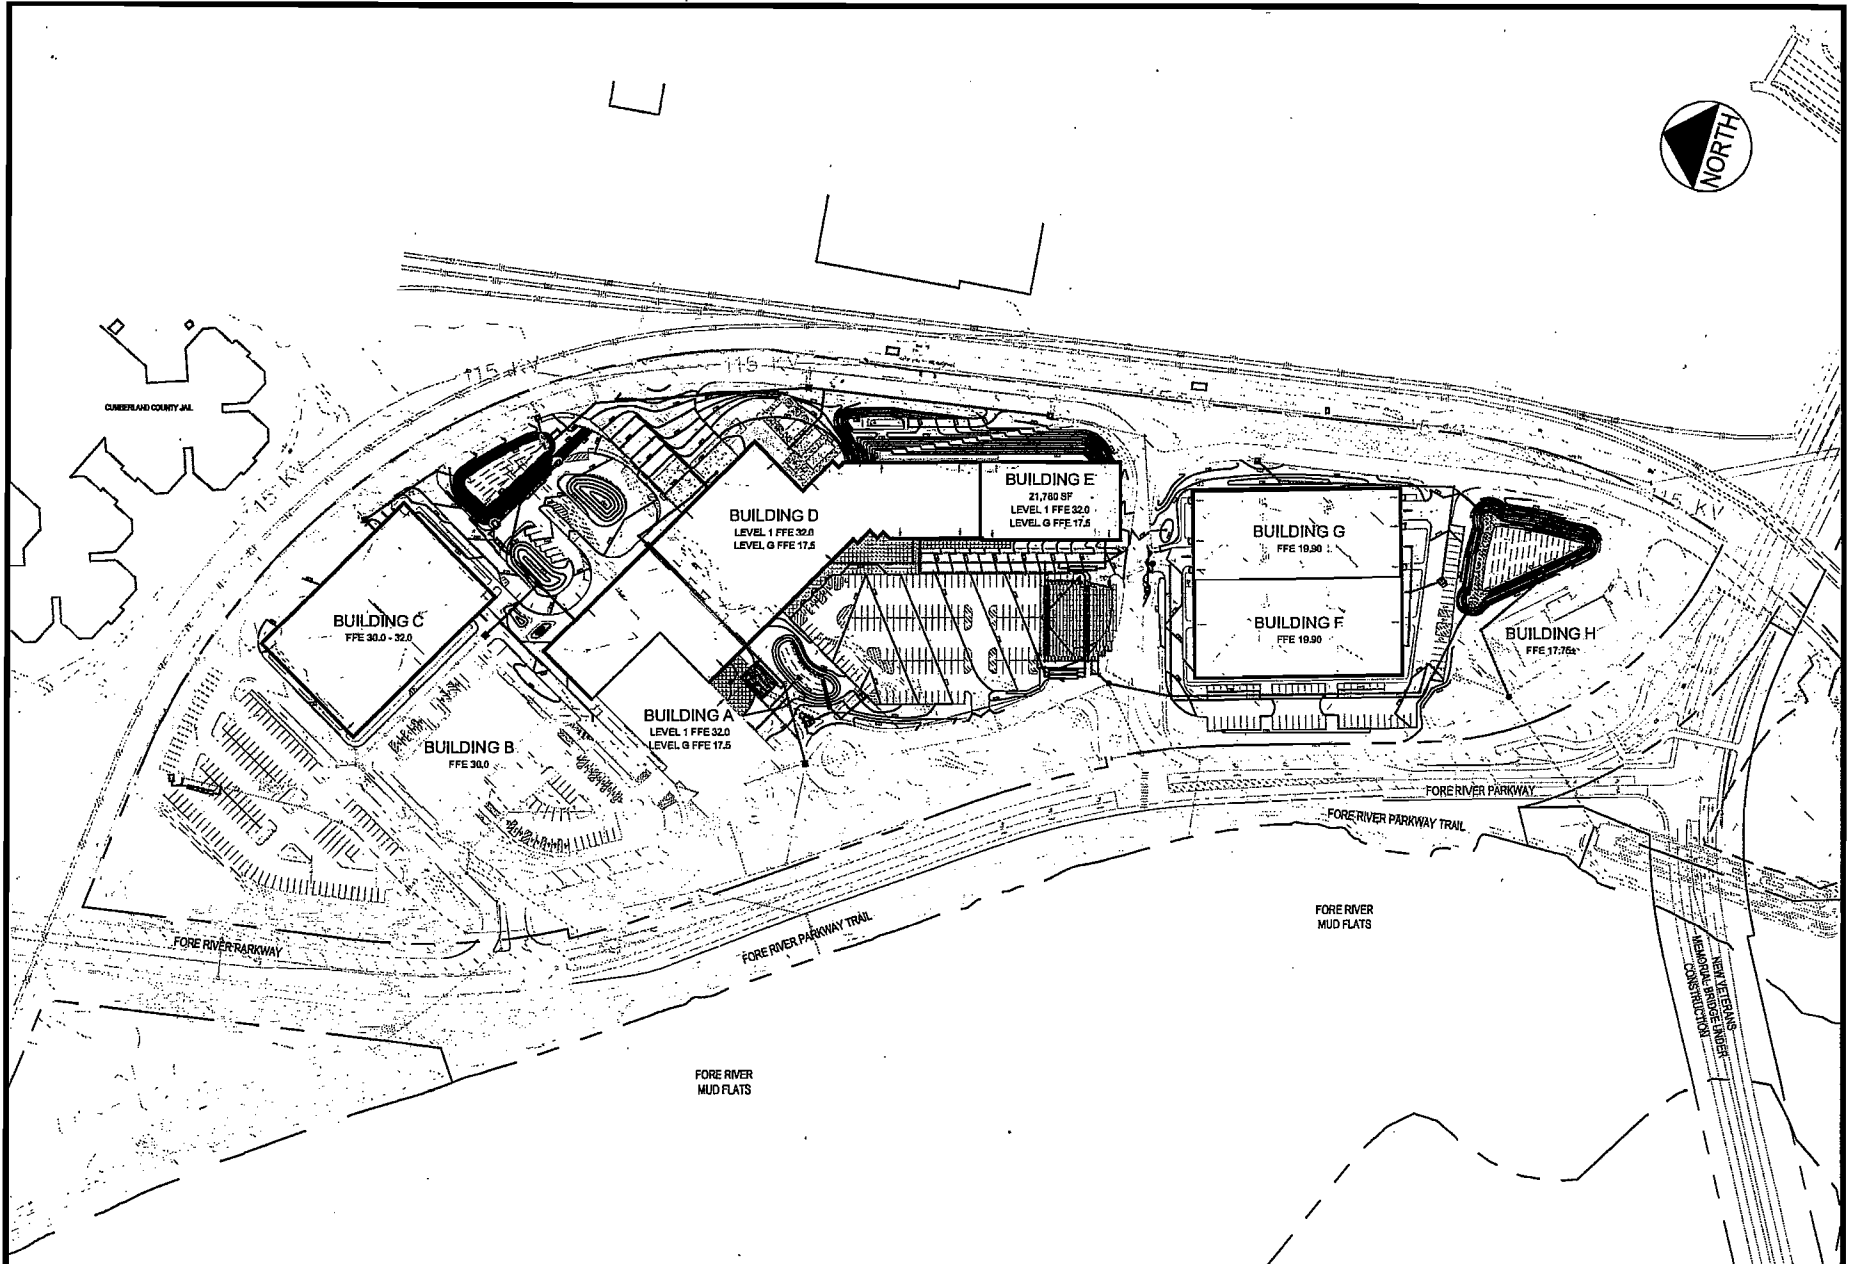 NORTH
115 KV
115 KV
CUMBERLAND COUNTY JAIL
115 KV
115 KV
BUILDING E
21,780 SF
LEVEL 1 FFE 32.0
LEVEL G FFE 17.5
BUILDING D
LEVEL 1 FFE 32.0
LEVEL G FFE 17.5
BUILDING G
FFE 19.90
BUILDING C
FFE 30.0 - 32.0
BUILDING F
FFE 19.90
BUILDING H
FFE 17.75±
BUILDING A
LEVEL 1 FFE 32.0
LEVEL G FFE 17.5
BUILDING B
FFE 30.0
FORE RIVER PARKWAY
FORE RIVER PARKWAY TRAIL
FORE RIVER
MUD FLATS
FORE RIVER PARKWAY
FORE RIVER PARKWAY TRAIL
NEW VETERANS
MEMORIAL BRIDGE UNDER
CONSTRUCTION
FORE RIVER
MUD FLATS